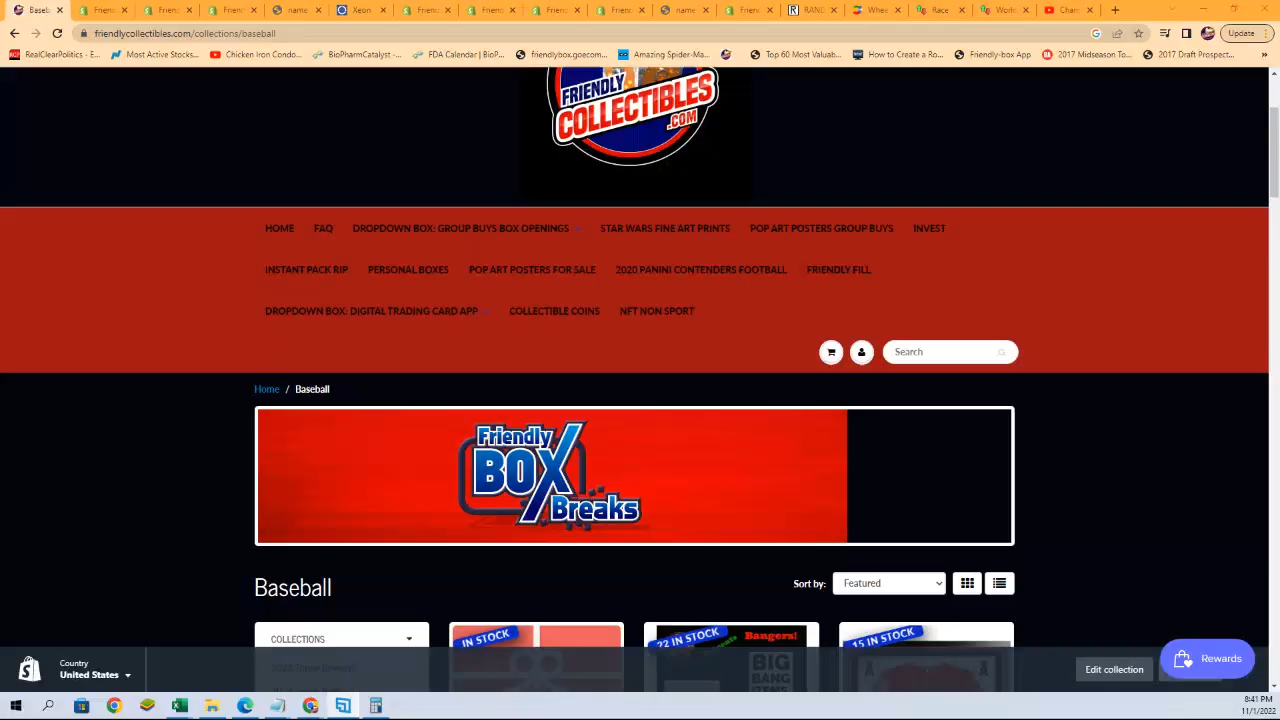 Baseb
Friend
Friend
Friend
name
Xeon
Friend
Friend
Friend
Friend
name
Friend
RAND
Whee
Race
Work
Chan
friendlycollectibles.com/collections/baseball
Update
RealClearPolitics - E...
Most Active Stocks...
Chicken Iron Condo...
BioPharmCatalyst -...
FDA Calendar | BioP...
friendlybox.goecom...
Amazing Spider-Ma...
Top 60 Most Valuab...
How to Create a Ro...
Friendly-box App
2017 Midseason To...
2017 Draft Prospect...
FRIENDLY
COLLECTIBLES
.COM
HOME FAQ DROPDOWN BOX: GROUP BUYS BOX OPENINGS STAR WARS FINE ART PRINTS POP ART POSTERS GROUP BUYS INVEST
INSTANT PACK RIP PERSONAL BOXES POP ART POSTERS FOR SALE 2020 PANINI CONTENDERS FOOTBALL FRIENDLY FILL
DROPDOWN BOX: DIGITAL TRADING CARD APP COLLECTIBLE COINS NFT NON SPORT
Search
Home / Baseball
Friendly
BOX
Breaks
Baseball
Sort by: Featured
COLLECTIONS
IN STOCK
22 IN STOCK
Bangers!
BIG
BANG
ITEMS
15 IN STOCK
Country
United States
Edit collection
Rewards
8:41 PM
11/1/2022